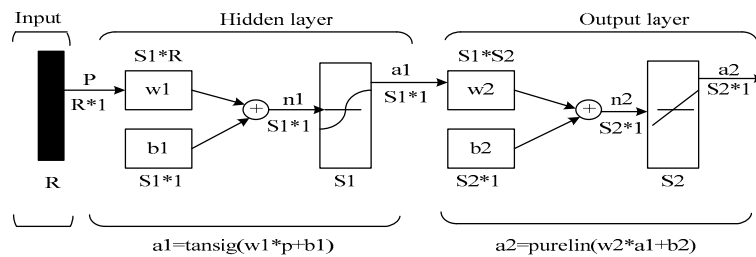 Input
Hidden layer
Output layer
S1*R
S1*S2
P
R*1
w1
n1
S1*1
a1
S1*1
w2
n2
S2*1
a2
S2*1
b1
b2
R
S1*1
S1
S2*1
S2
a1=tansig(w1*p+b1)
a2=purelin(w2*a1+b2)